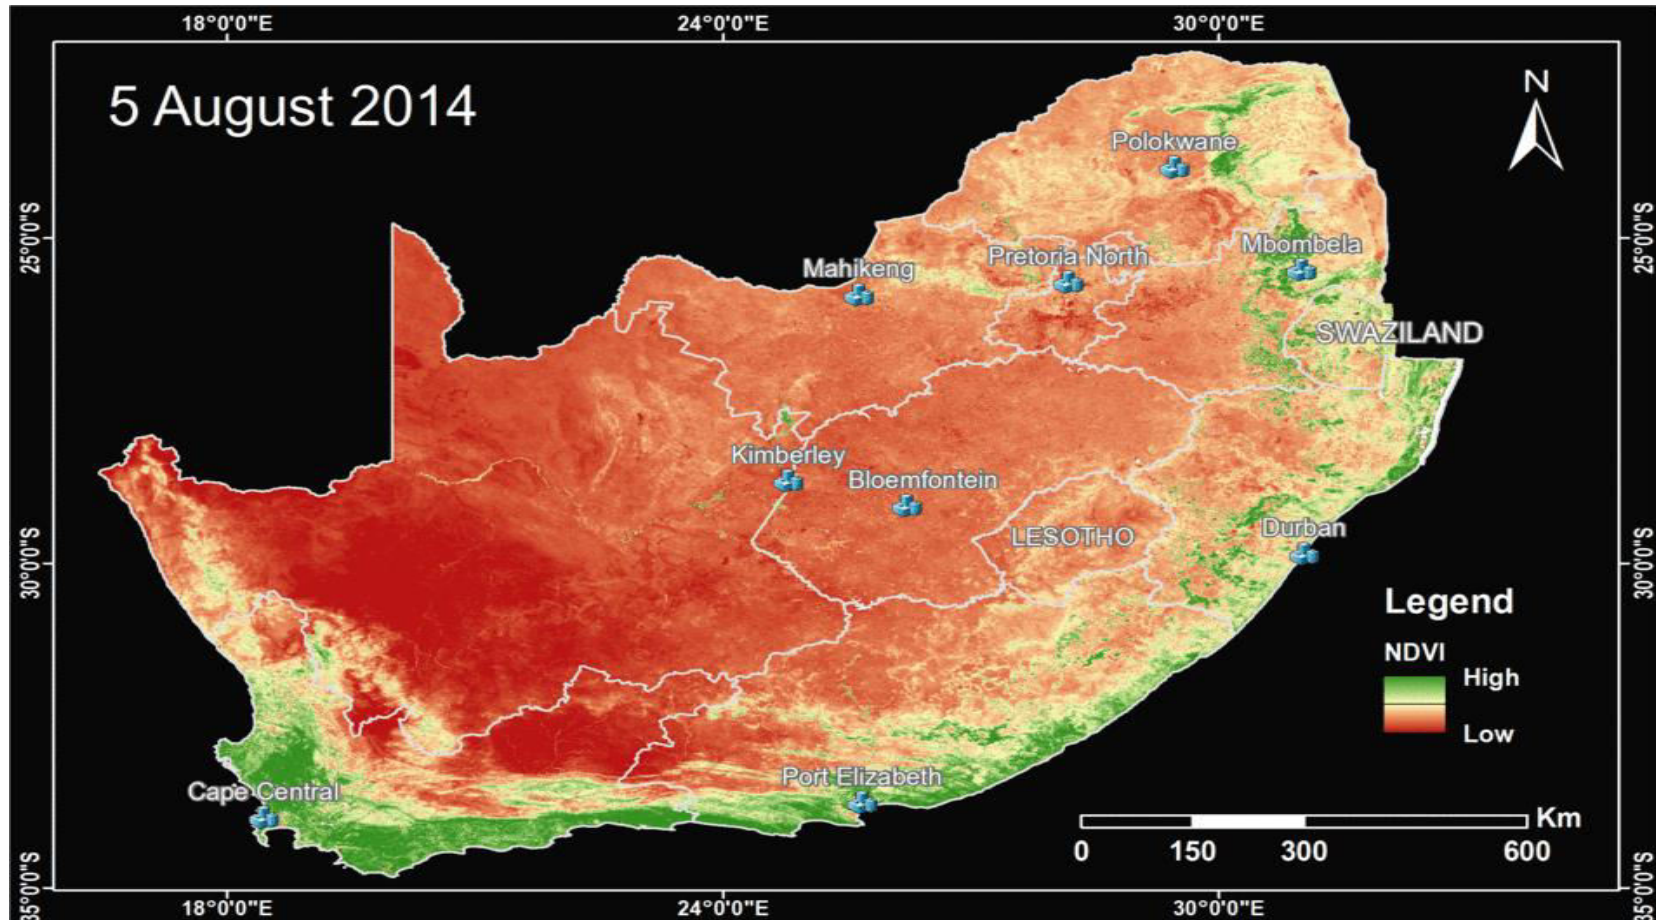 18°0'0"E 24°0'0"E 30°0'0"E
5 August 2014
N
Polokwane
25°0'0"S 25°0'0"S
Mbombela
Pretoria North
Mahikeng
SWAZILAND
Kimberley
Bloemfontein
Durban
LESOTHO
30°0'0"S 30°0'0"S
Legend
NDVI
High
Low
Port Elizabeth
Cape Central
Km
0 150 300 600
35°0'0"S 35°0'0"S
18°0'0"E 24°0'0"E 30°0'0"E